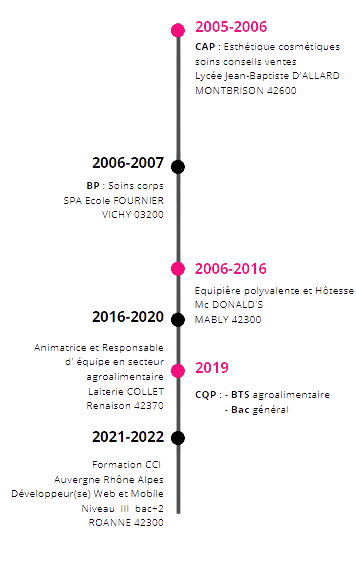 2005-2006
CAP : Esthétique cosmétiques
soins conseils ventes
Lycée Jean-Baptiste D'ALLARD
MONTBRISON 42600
2006-2007
BP : Soins corps
SPA Ecole FOURNIER
VICHY 03200
2006-2016
Equipière polyvalente et Hôtesse
Mc DONALD'S
MABLY 42300
2016-2020
Animatrice et Responsable
d' équipe en secteur
agroalimentaire
Laiterie COLLET
Renaison 42370
2019
CQP : - BTS agroalimentaire
- Bac général
2021-2022
Formation CCI
Auvergne Rhône Alpes
Développeur(se) Web et Mobile
Niveau III bac+2
ROANNE 42300